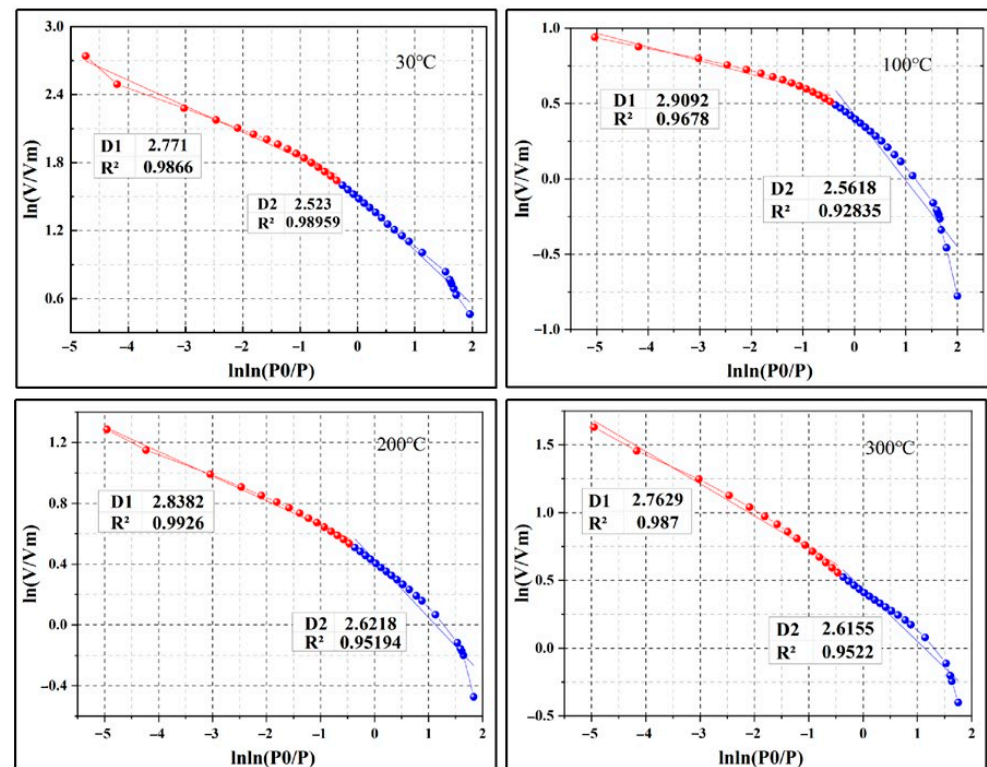 3.0
2.4
1.8
1.2
0.6
ln(V/Vm)
30°C
D1 2.771
R² 0.9866
D2 2.523
R² 0.98959
−5 −4 −3 −2 −1 0 1 2
lnln(P0/P)
1.0
0.5
0.0
−0.5
−1.0
ln(V/Vm)
100°C
D1 2.9092
R² 0.9678
D2 2.5618
R² 0.92835
−5 −4 −3 −2 −1 0 1 2
lnln(P0/P)
1.2
0.8
0.4
0.0
−0.4
ln(V/Vm)
200°C
D1 2.8382
R² 0.9926
D2 2.6218
R² 0.95194
−5 −4 −3 −2 −1 0 1 2
lnln(P0/P)
1.5
1.0
0.5
0.0
−0.5
ln(V/Vm)
300°C
D1 2.7629
R² 0.987
D2 2.6155
R² 0.9522
−5 −4 −3 −2 −1 0 1 2
lnln(P0/P)